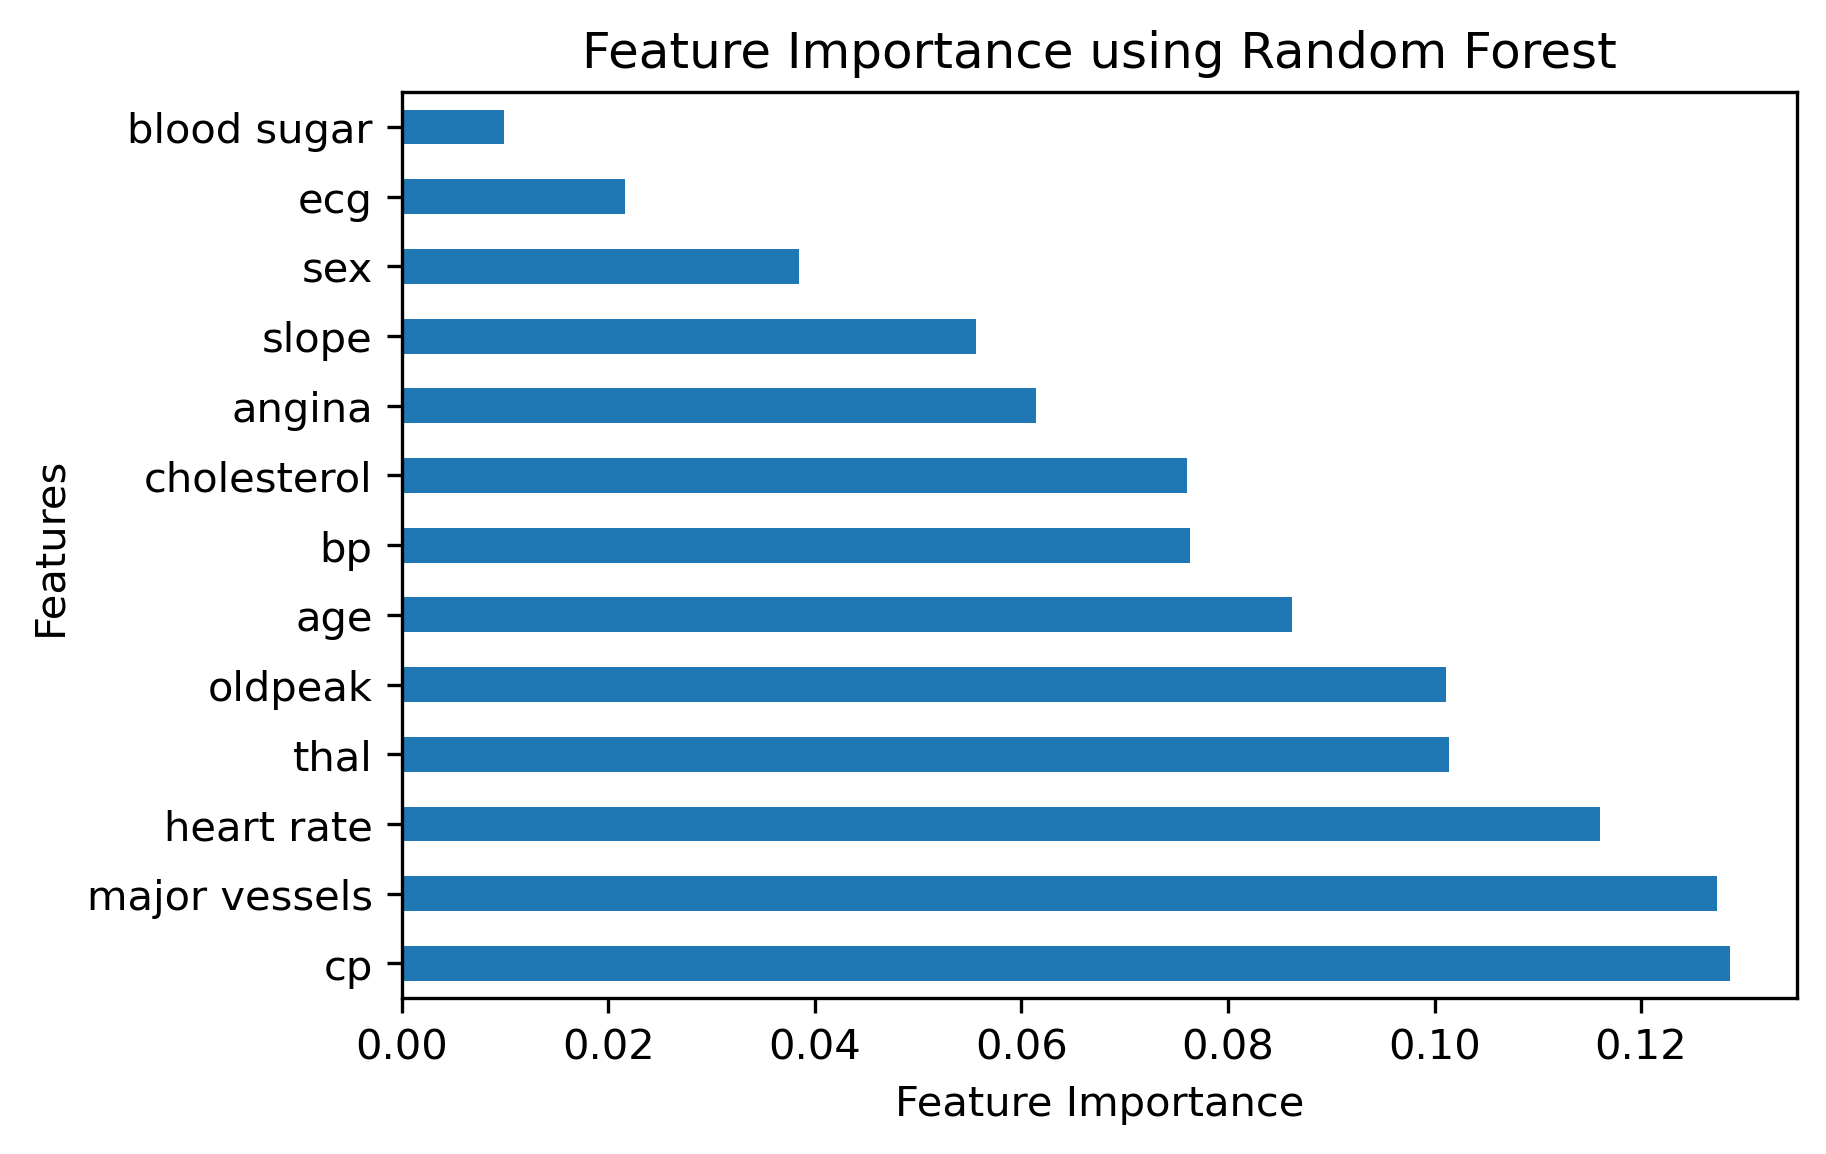 Feature Importance using Random Forest
blood sugar
ecg
sex
slope
angina
cholesterol
bp
age
oldpeak
thal
heart rate
major vessels
cp
Features
0.00 0.02 0.04 0.06 0.08 0.10 0.12
Feature Importance